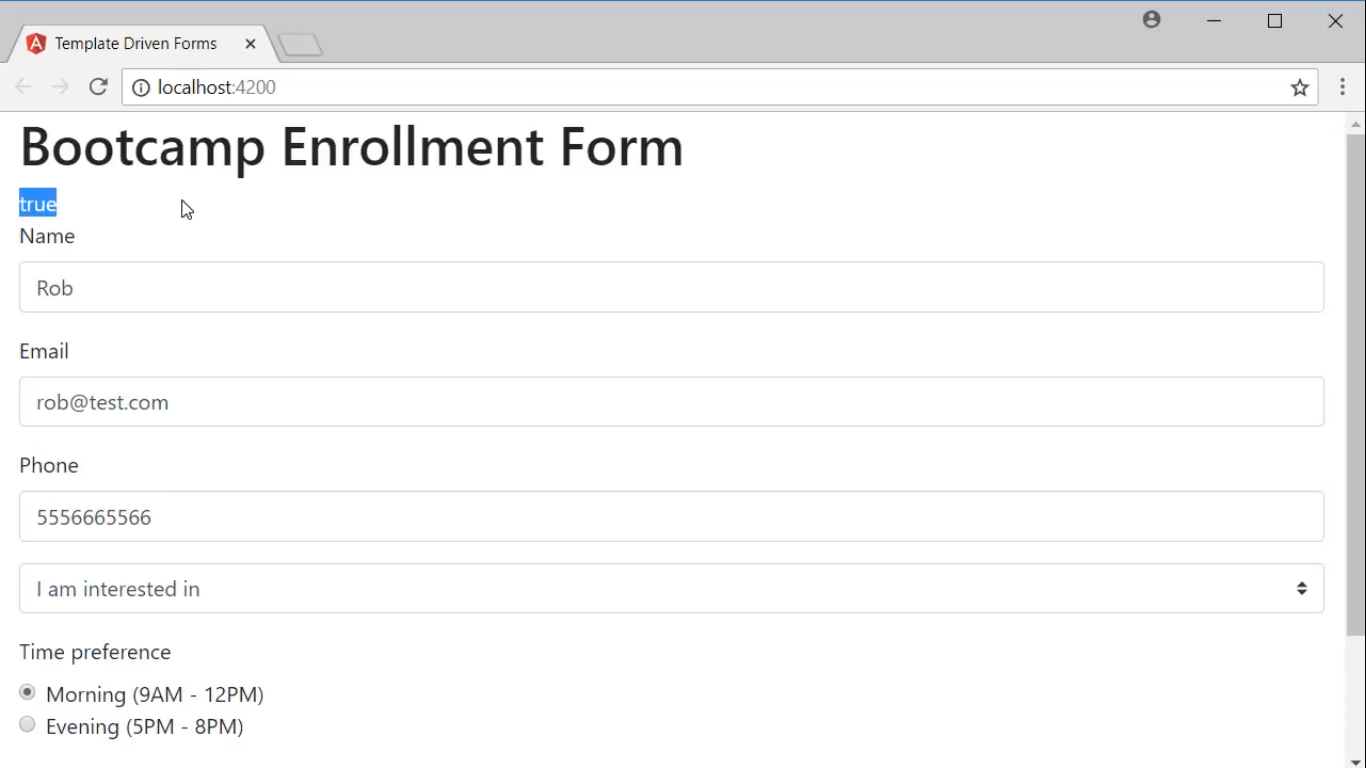 Template Driven Forms
localhost:4200
Bootcamp Enrollment Form
true
Name
Rob
Email
rob@test.com
Phone
5556665566
I am interested in
Time preference
Morning (9AM - 12PM)
Evening (5PM - 8PM)